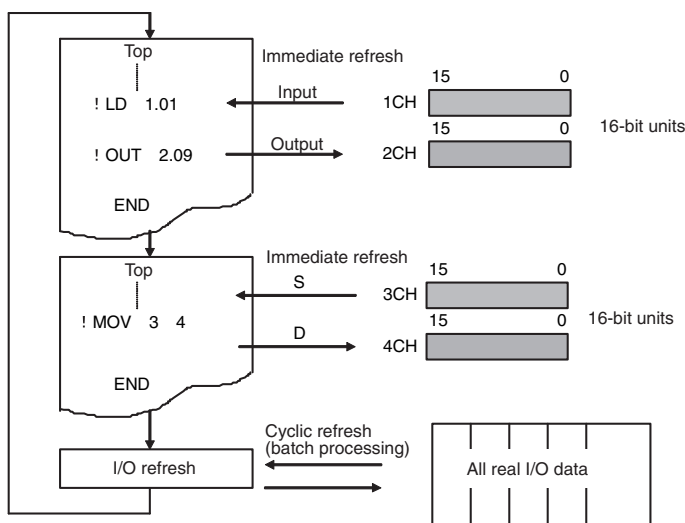 Top
Immediate refresh
15 0
! LD 1.01
Input
1CH
16-bit units
15 0
! OUT 2.09
Output
2CH
END
Top
Immediate refresh
15 0
S
3CH
16-bit units
! MOV 3 4
15 0
D
4CH
END
Cyclic refresh
(batch processing)
I/O refresh
All real I/O data